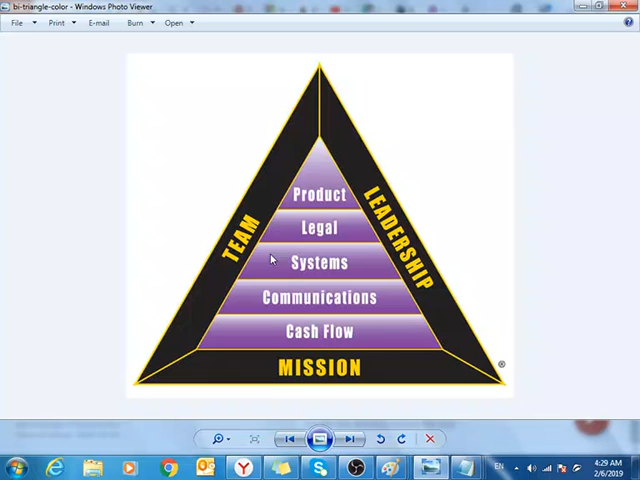 bi-triangle-color - Windows Photo Viewer
File Print E-mail Burn Open
Product
Legal
Systems
Communications
Cash Flow
TEAM
LEADERSHIP
MISSION
®
EN
4:29 AM
2/6/2019